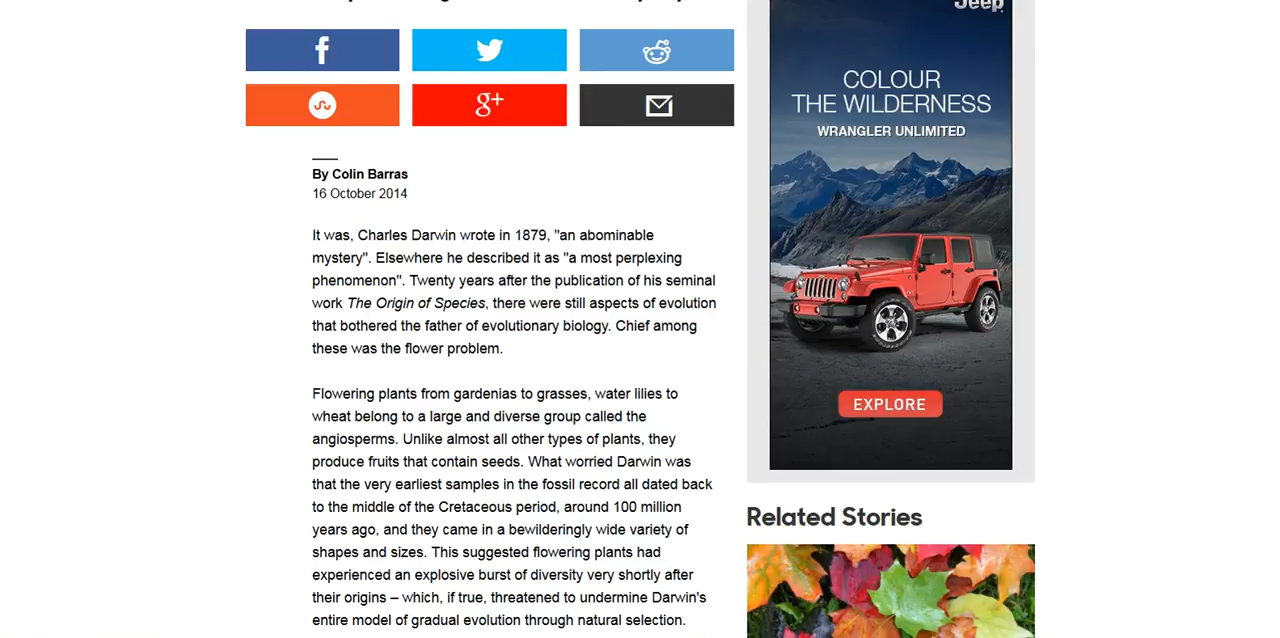 By Colin Barras
16 October 2014
It was, Charles Darwin wrote in 1879, "an abominable
mystery". Elsewhere he described it as "a most perplexing
phenomenon". Twenty years after the publication of his seminal
work The Origin of Species, there were still aspects of evolution
that bothered the father of evolutionary biology. Chief among
these was the flower problem.
Flowering plants from gardenias to grasses, water lilies to
wheat belong to a large and diverse group called the
angiosperms. Unlike almost all other types of plants, they
produce fruits that contain seeds. What worried Darwin was
that the very earliest samples in the fossil record all dated back
to the middle of the Cretaceous period, around 100 million
years ago, and they came in a bewilderingly wide variety of
shapes and sizes. This suggested flowering plants had
experienced an explosive burst of diversity very shortly after
their origins – which, if true, threatened to undermine Darwin's
entire model of gradual evolution through natural selection.
Jeep
COLOUR
THE WILDERNESS
WRANGLER UNLIMITED
EXPLORE
Related Stories